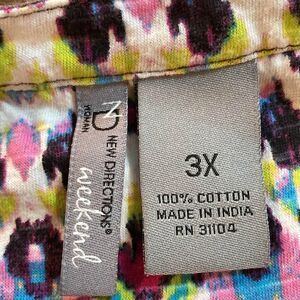 ND
WOMAN
NEW DIRECTIONS®
weekend
3X
100% COTTON
MADE IN INDIA
RN 31104